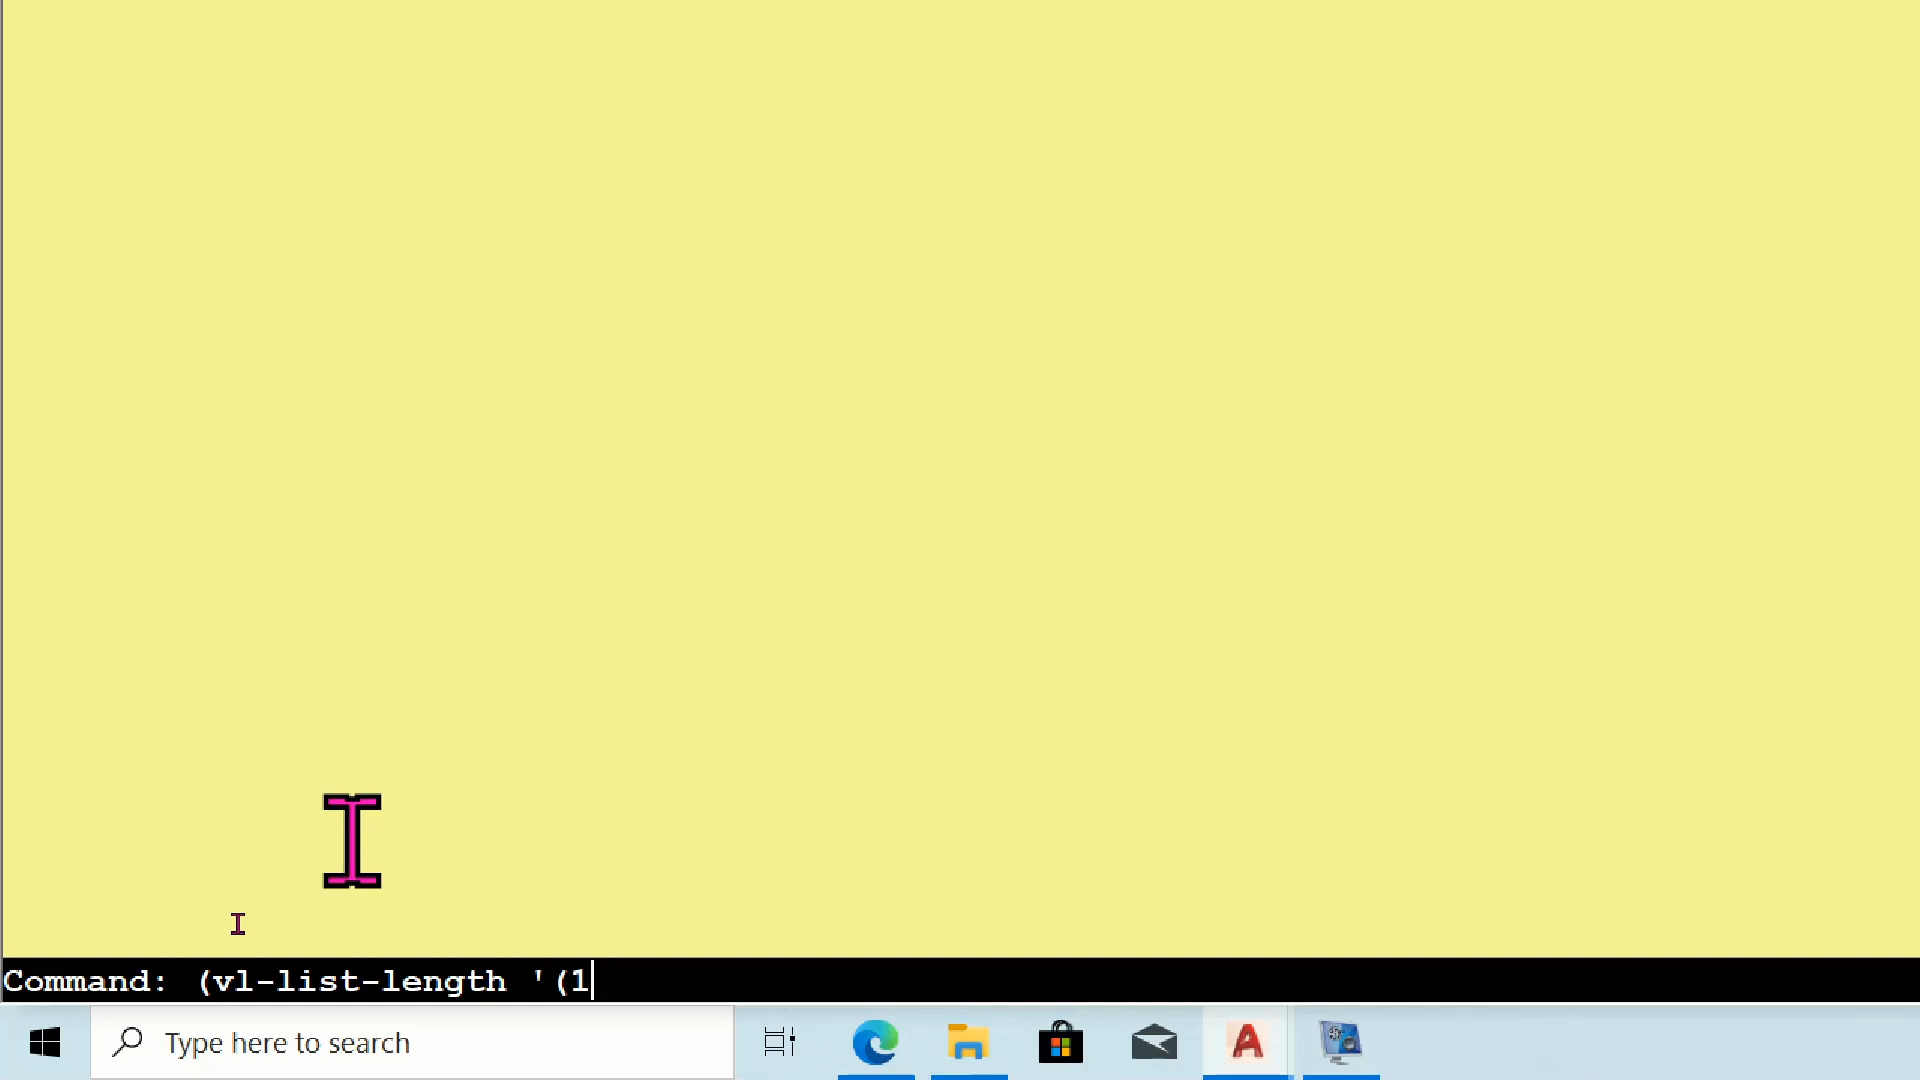 Command: (vl-list-length '(1
Type here to search